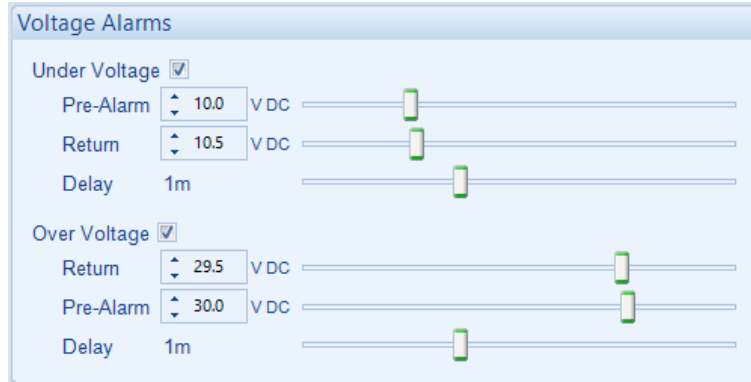 Voltage Alarms
Under Voltage
Pre-Alarm 10.0 V DC
Return 10.5 V DC
Delay 1m
Over Voltage
Return 29.5 V DC
Pre-Alarm 30.0 V DC
Delay 1m